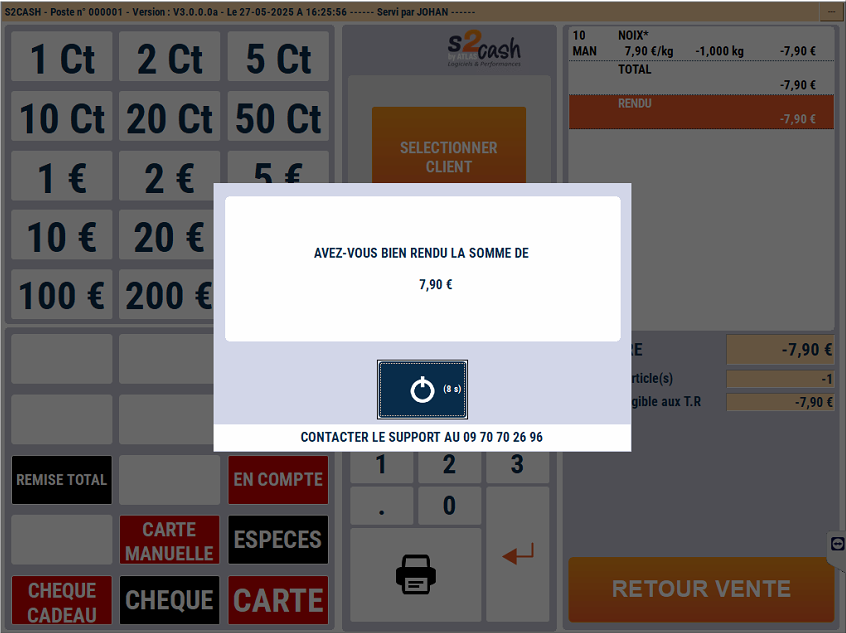 S2CASH - Poste n° 000001 - Version : V3.0.0.0a - Le 27-05-2025 A 16:25:56 ------ Servi par JOHAN ------
1 Ct 2 Ct 5 Ct
10 Ct 20 Ct 50 Ct
1 € 2 € 5 €
10 € 20 €
100 € 200 €
REMISE TOTAL
EN COMPTE
CARTE
MANUELLE
ESPECES
CHEQUE
CADEAU
CHEQUE
CARTE
s2cash
by ATLAS
Logiciels & Performances
SELECTIONNER
CLIENT
AVEZ-VOUS BIEN RENDU LA SOMME DE
7,90 €
(8 s)
CONTACTER LE SUPPORT AU 09 70 70 26 96
1 2 3
. 0
10 NOIX*
MAN 7,90 €/kg -1,000 kg -7,90 €
TOTAL
-7,90 €
RENDU
-7,90 €
RE -7,90 €
rticle(s) -1
gible aux T.R -7,90 €
RETOUR VENTE